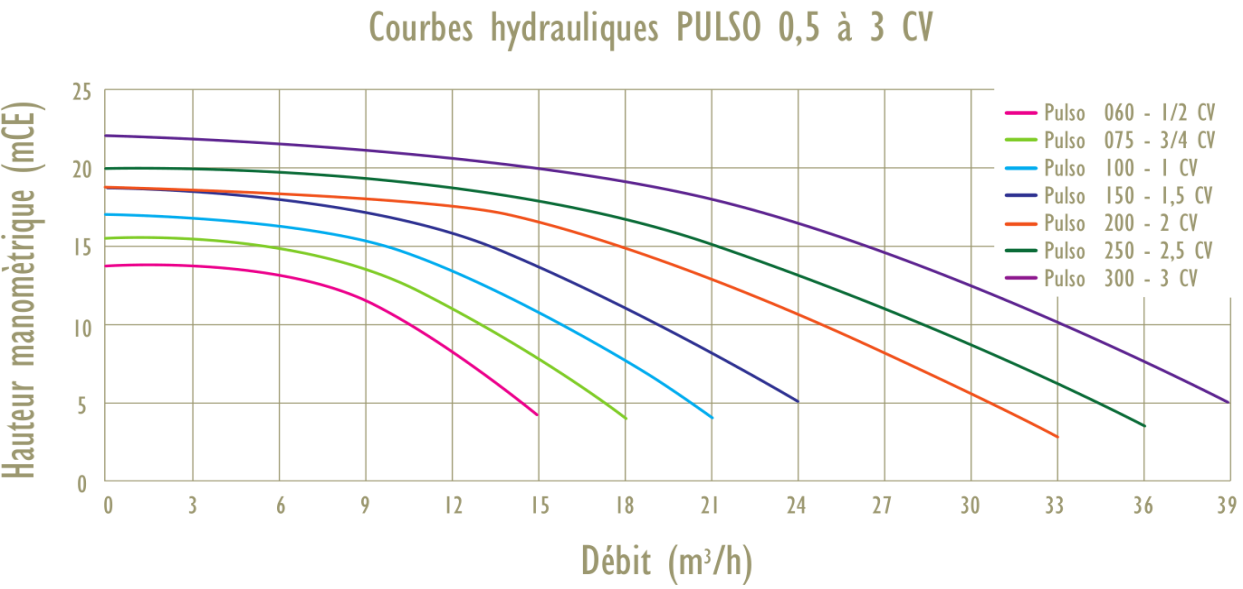 Courbes hydrauliques PULSO 0,5 à 3 CV
Hauteur manomètrique (mCE)
25
20
15
10
5
0
Pulso 060 - 1/2 CV
Pulso 075 - 3/4 CV
Pulso 100 - 1 CV
Pulso 150 - 1,5 CV
Pulso 200 - 2 CV
Pulso 250 - 2,5 CV
Pulso 300 - 3 CV
0 3 6 9 12 15 18 21 24 27 30 33 36 39
Débit (m³/h)